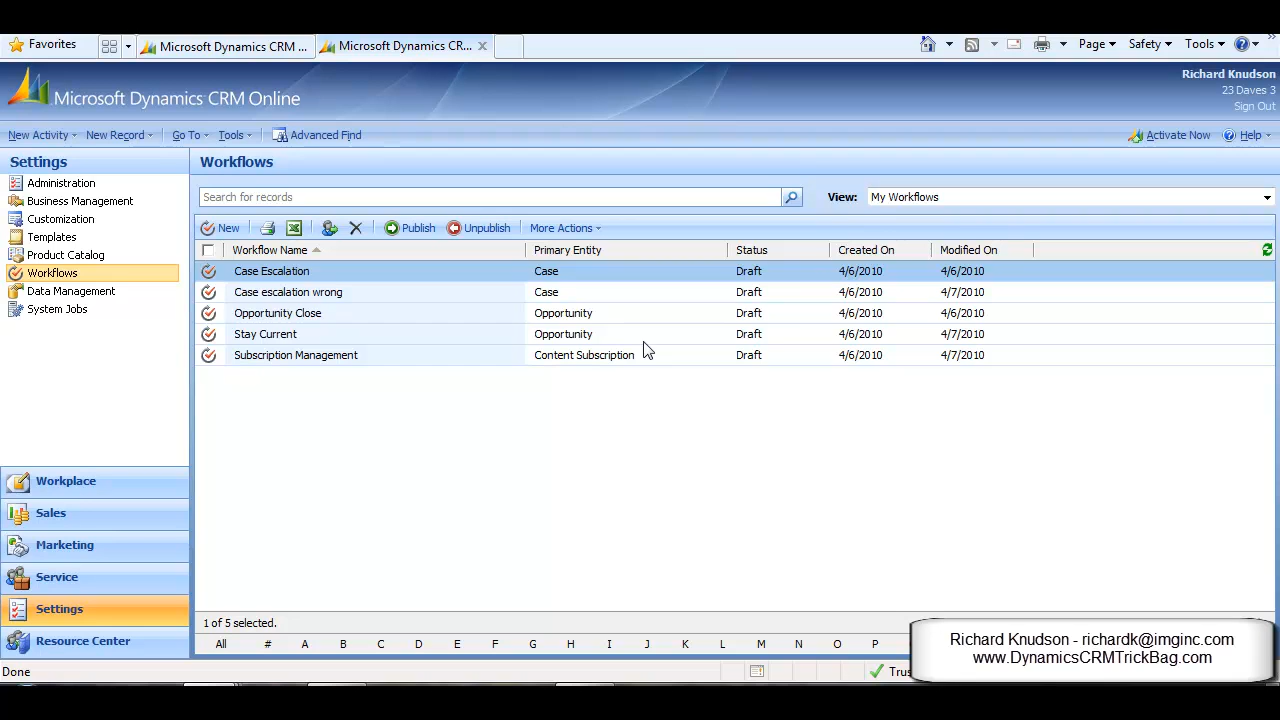 Favorites
Microsoft Dynamics CRM ...
Microsoft Dynamics CR...
Page
Safety
Tools
Richard Knudson
23 Daves 3
Sign Out
Microsoft Dynamics CRM Online
New Activity
New Record
Go To
Tools
Advanced Find
Activate Now
Help
Settings
Workflows
Administration
Business Management
Customization
Templates
Product Catalog
Workflows
Data Management
System Jobs
Search for records
View:
My Workflows
New
Publish
Unpublish
More Actions
Workflow Name Primary Entity Status Created On Modified On
Case Escalation Case Draft 4/6/2010 4/6/2010
Case escalation wrong Case Draft 4/6/2010 4/7/2010
Opportunity Close Opportunity Draft 4/6/2010 4/6/2010
Stay Current Opportunity Draft 4/6/2010 4/7/2010
Subscription Management Content Subscription Draft 4/6/2010 4/7/2010
Workplace
Sales
Marketing
Service
Settings
Resource Center
1 of 5 selected.
All # A B C D E F G H I J K L M N O P
Richard Knudson - richardk@imginc.com
www.DynamicsCRMTrickBag.com
Done